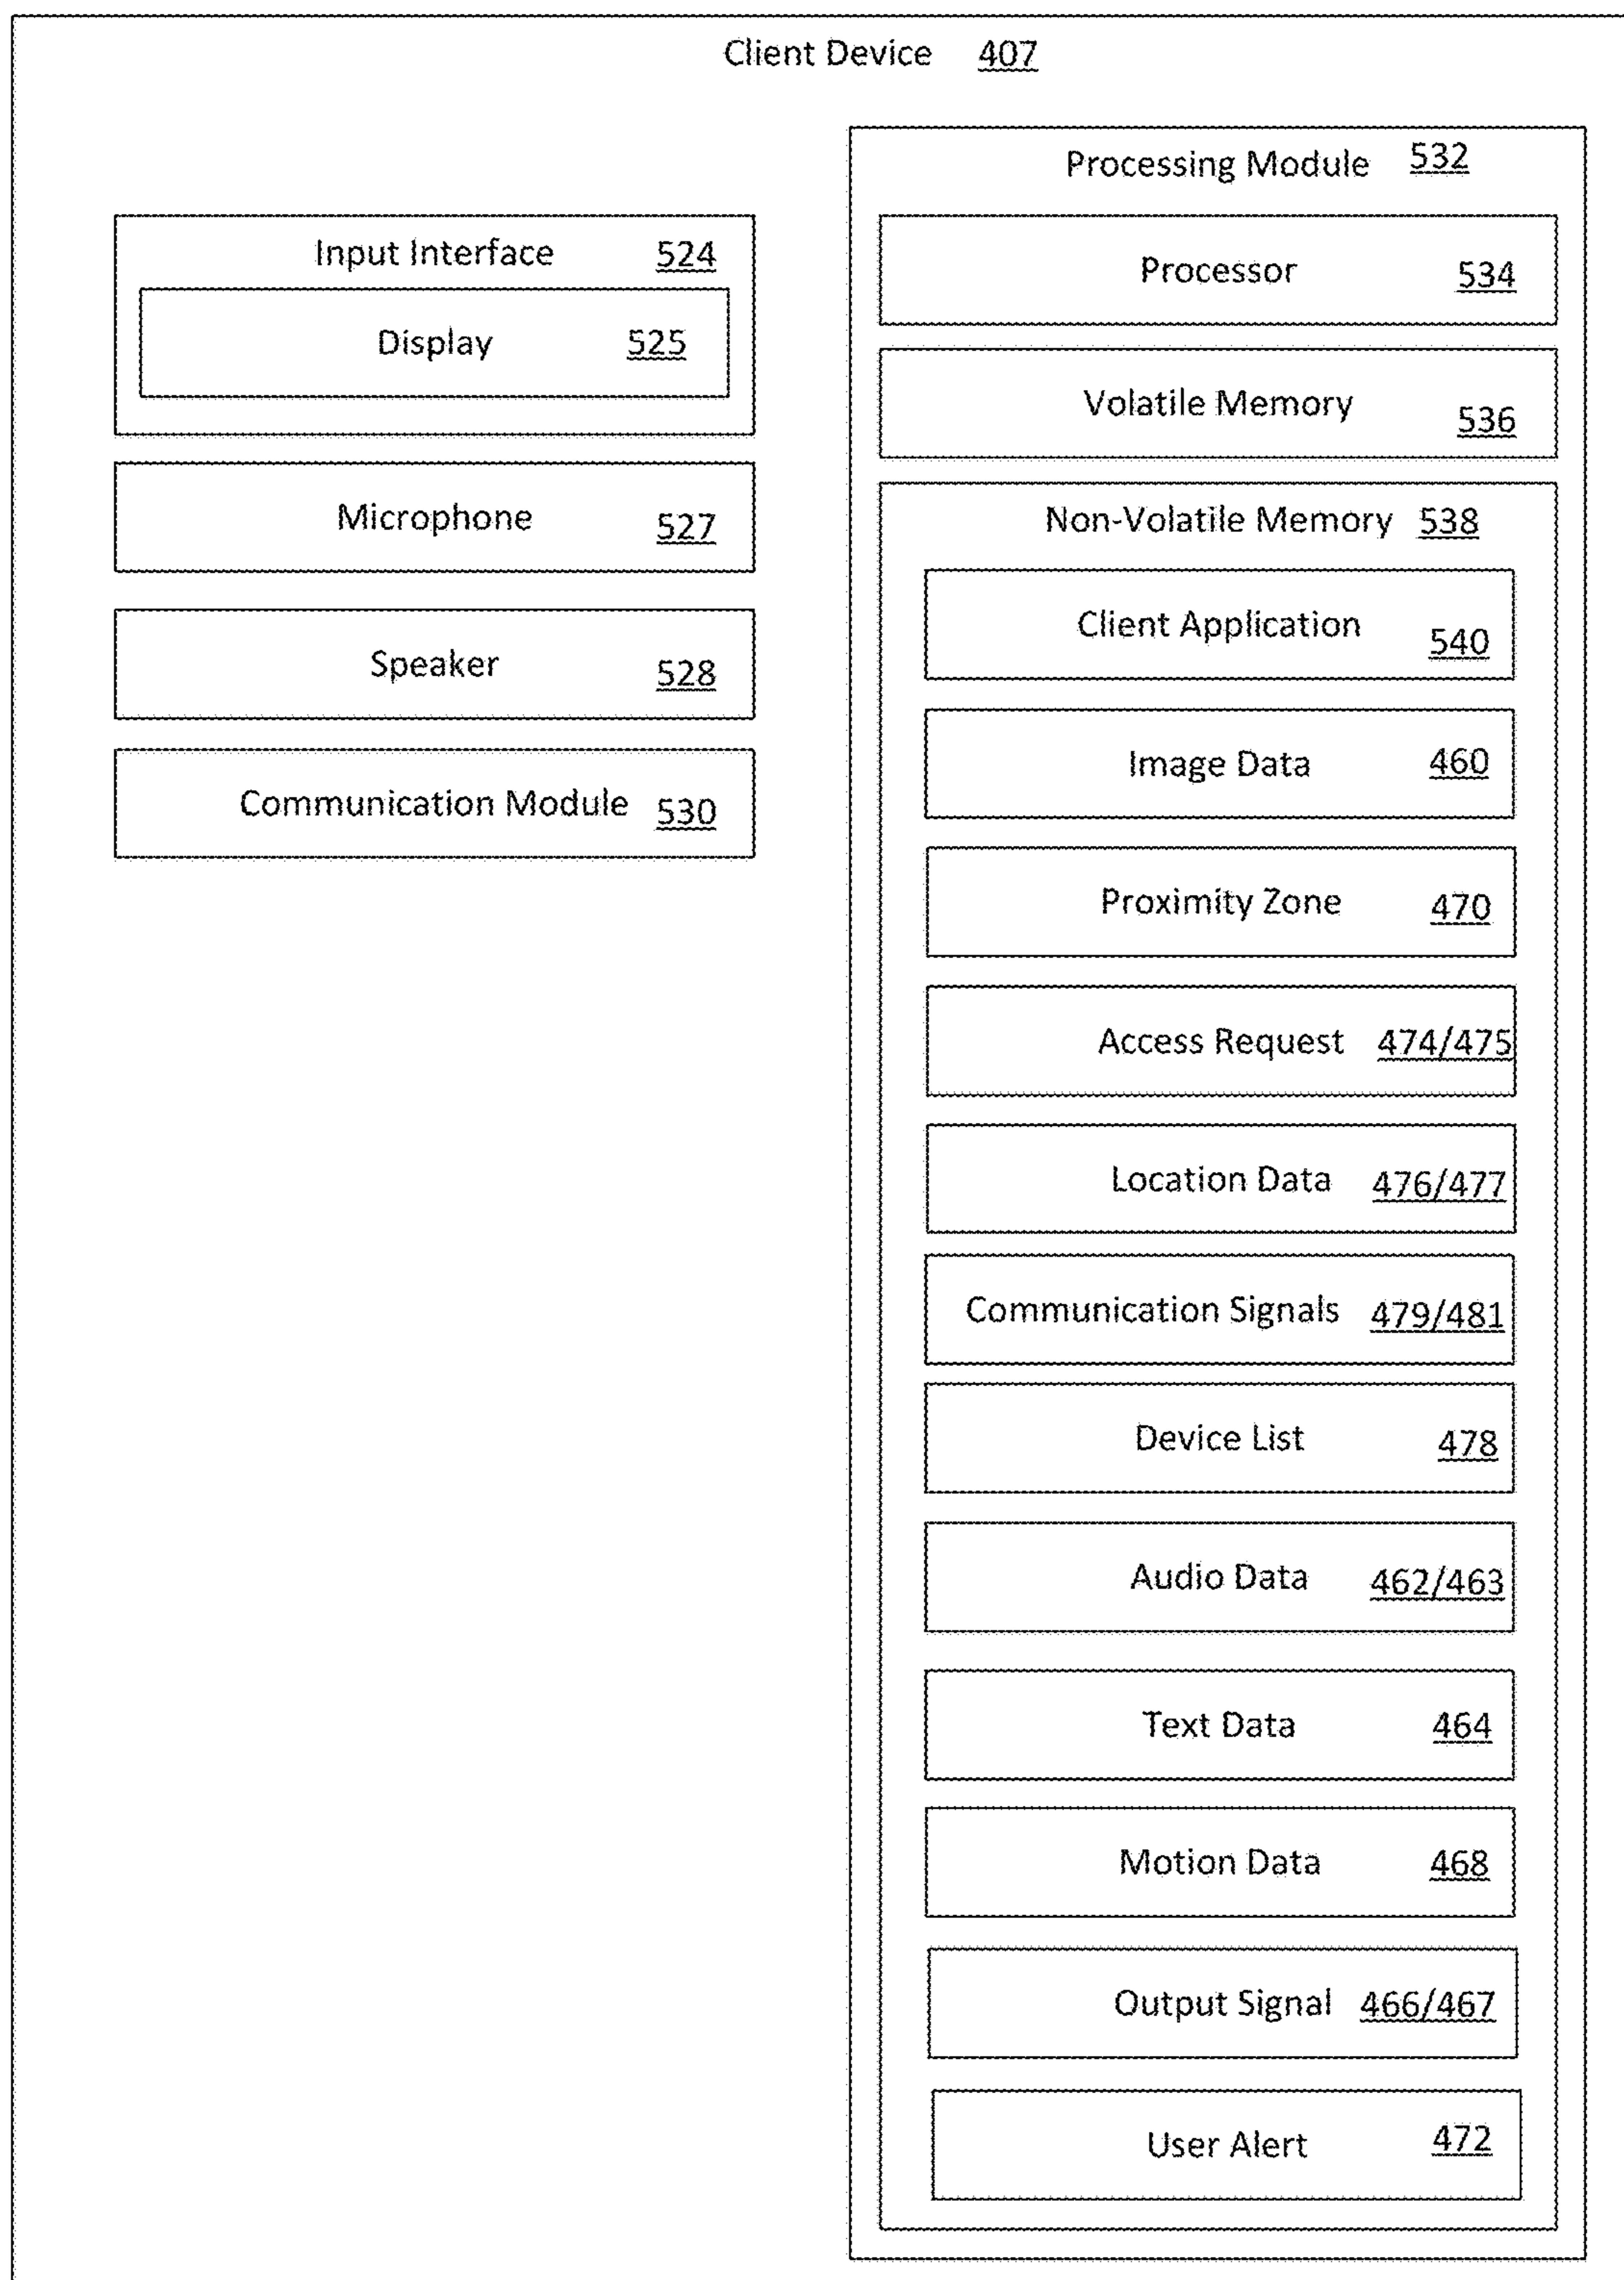 Client Device 407
Input Interface 524
Display 525
Microphone 527
Speaker 528
Communication Module 530
Processing Module 532
Processor 534
Volatile Memory 536
Non-Volatile Memory 538
Client Application 540
Image Data 460
Proximity Zone 470
Access Request 474/475
Location Data 476/477
Communication Signals 479/481
Device List 478
Audio Data 462/463
Text Data 464
Motion Data 468
Output Signal 466/467
User Alert 472